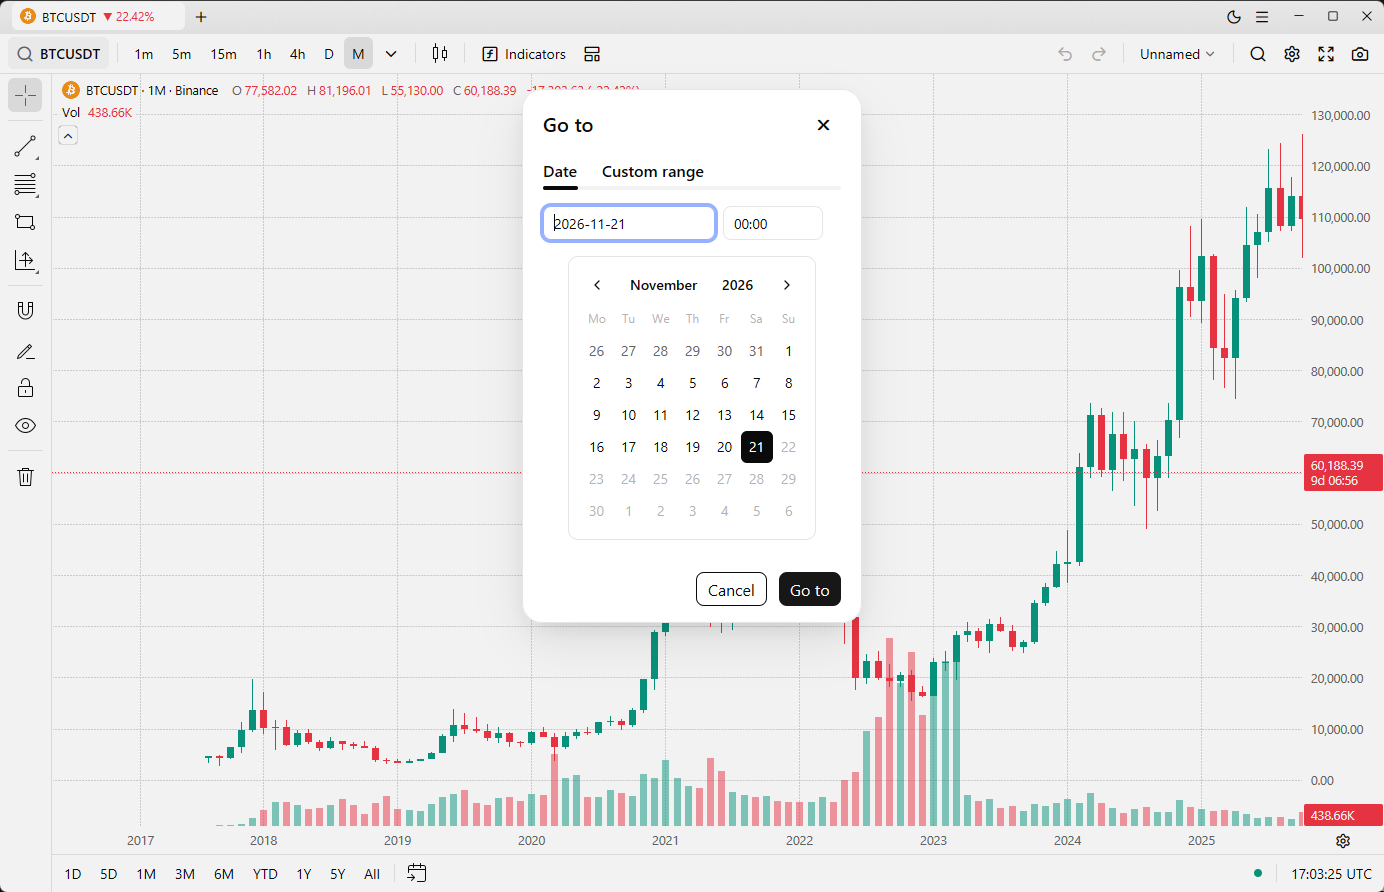 BTCUSDT ▼ 22.42%
BTCUSDT 1m 5m 15m 1h 4h D M Indicators Unnamed
BTCUSDT · 1M · Binance O 77,582.02 H 81,196.01 L 55,130.00 C 60,188.39
Vol 438.66K
Go to
Date Custom range
2026-11-21 00:00
November 2026
Mo Tu We Th Fr Sa Su
26 27 28 29 30 31 1
2 3 4 5 6 7 8
9 10 11 12 13 14 15
16 17 18 19 20 21 22
23 24 25 26 27 28 29
30 1 2 3 4 5 6
Cancel Go to
130,000.00
120,000.00
110,000.00
100,000.00
90,000.00
80,000.00
70,000.00
60,188.39
9d 06:56
50,000.00
40,000.00
30,000.00
20,000.00
10,000.00
0.00
438.66K
2017 2018 2019 2020 2021 2022 2023 2024 2025
1D 5D 1M 3M 6M YTD 1Y 5Y All 17:03:25 UTC